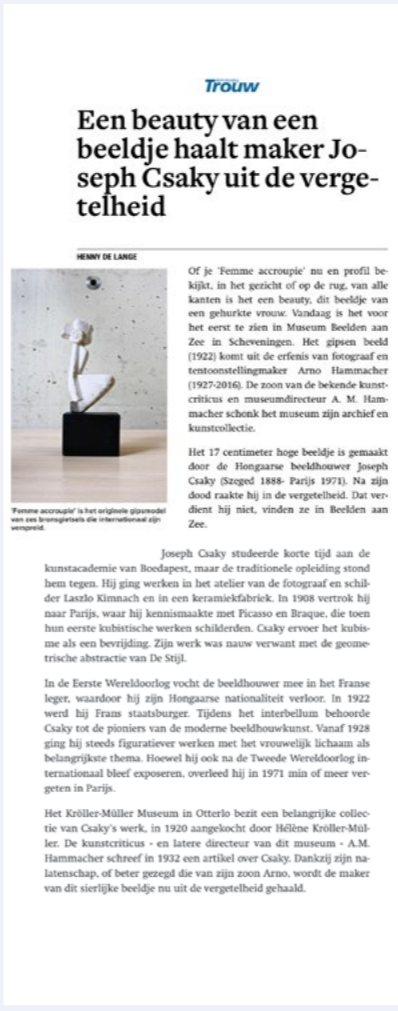 Trouw
Een beauty van een
beeldje haalt maker Jo-
seph Csaky uit de verge-
telheid
HENNY DE LANGE
Of je 'Femme accroupie' nu en profil be-
kijkt, in het gezicht of op de rug, van alle
kanten is het een beauty, dit beeldje van
een gehurkte vrouw. Vandaag is het voor
het eerst te zien in Museum Beelden aan
Zee in Scheveningen. Het gipsen beeld
(1922) komt uit de erfenis van fotograaf en
tentoonstellingmaker Arno Hammacher
(1927-2016). De zoon van de bekende kunst-
criticus en museumdirecteur A. M. Ham-
macher schonk het museum zijn archief en
kunstcollectie.
Het 17 centimeter hoge beeldje is gemaakt
door de Hongaarse beeldhouwer Joseph
Csaky (Szeged 1888- Parijs 1971). Na zijn
dood raakte hij in de vergetelheid. Dat ver-
dient hij niet, vinden ze in Beelden aan
Zee.
'Femme accroupie' is het originele gipsmodel
van zes bronsgietsels die internationaal zijn
verspreid.
Joseph Csaky studeerde korte tijd aan de
kunstacademie van Boedapest, maar de traditionele opleiding stond
hem tegen. Hij ging werken in het atelier van de fotograaf en schil-
der Laszlo Kimnach en in een keramiekfabriek. In 1908 vertrok hij
naar Parijs, waar hij kennismaakte met Picasso en Braque, die toen
hun eerste kubistische werken schilderden. Csaky ervoer het kubis-
me als een bevrijding. Zijn werk was nauw verwant met de geome-
trische abstractie van De Stijl.
In de Eerste Wereldoorlog vocht de beeldhouwer mee in het Franse
leger, waardoor hij zijn Hongaarse nationaliteit verloor. In 1922
werd hij Frans staatsburger. Tijdens het interbellum behoorde
Csaky tot de pioniers van de moderne beeldhouwkunst. Vanaf 1928
ging hij steeds figuratiever werken met het vrouwelijk lichaam als
belangrijkste thema. Hoewel hij ook na de Tweede Wereldoorlog in-
ternationaal bleef exposeren, overleed hij in 1971 min of meer ver-
geten in Parijs.
Het Kröller-Müller Museum in Otterlo bezit een belangrijke collec-
tie van Csaky's werk, in 1920 aangekocht door Hélène Kröller-Mül-
ler. De kunstcriticus - en latere directeur van dit museum - A.M.
Hammacher schreef in 1932 een artikel over Csaky. Dankzij zijn na-
latenschap, of beter gezegd die van zijn zoon Arno, wordt de maker
van dit sierlijke beeldje nu uit de vergetelheid gehaald.